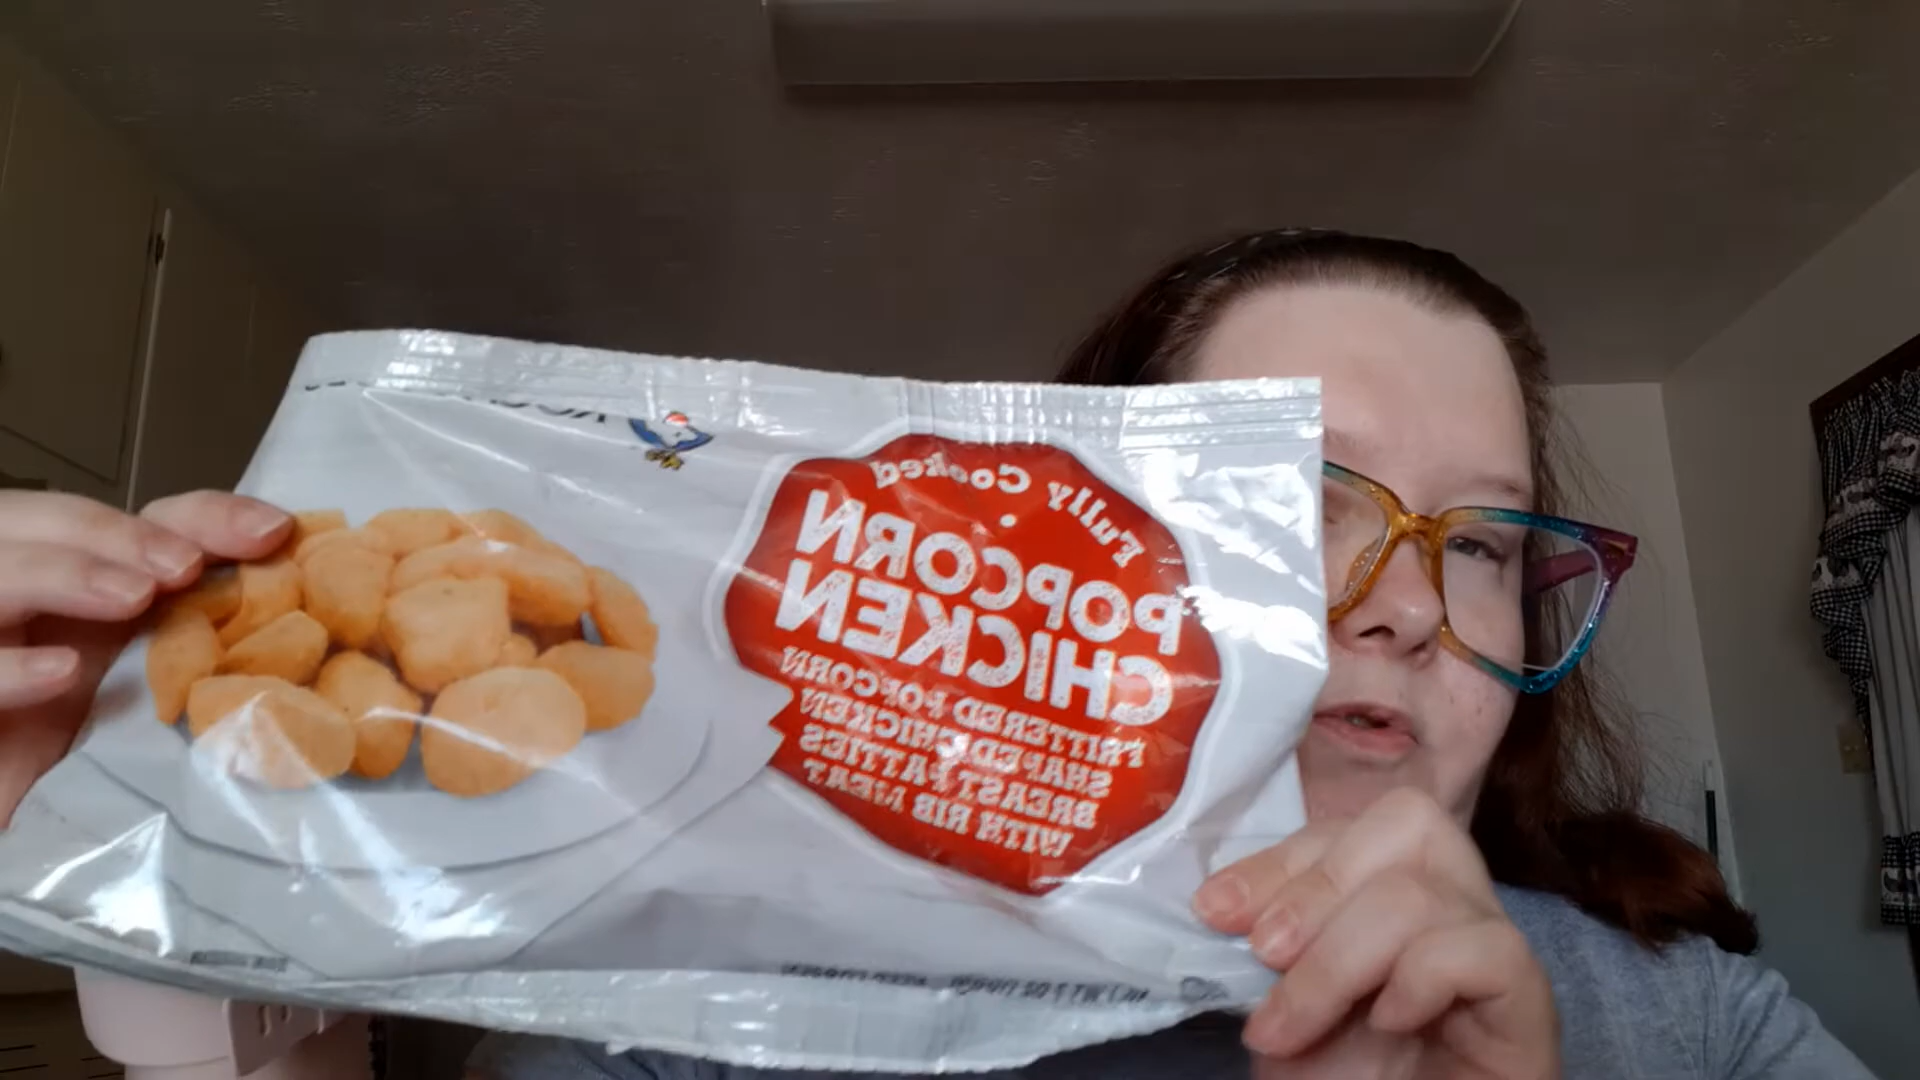 Fully Cooked
POPCORN
CHICKEN
FRITTERED POPCORN
SHAPED CHICKEN
BREAST PATTIES
WITH RIB MEAT